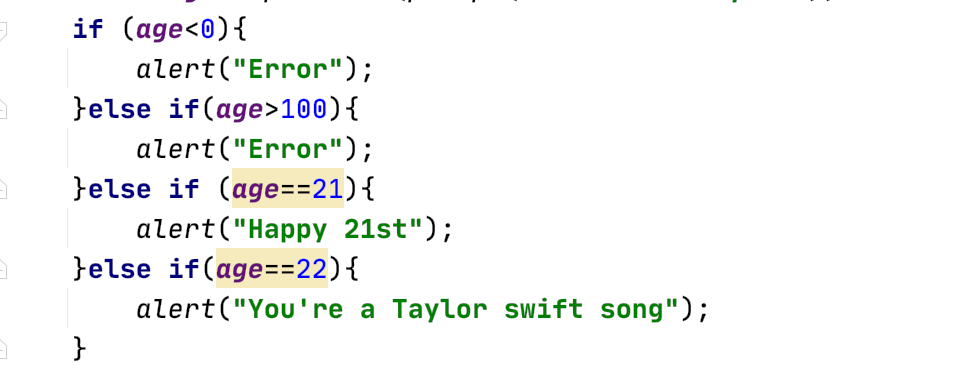 if (age<0){
    alert("Error");
}else if(age>100){
    alert("Error");
}else if (age==21){
    alert("Happy 21st");
}else if(age==22){
    alert("You're a Taylor swift song");
}